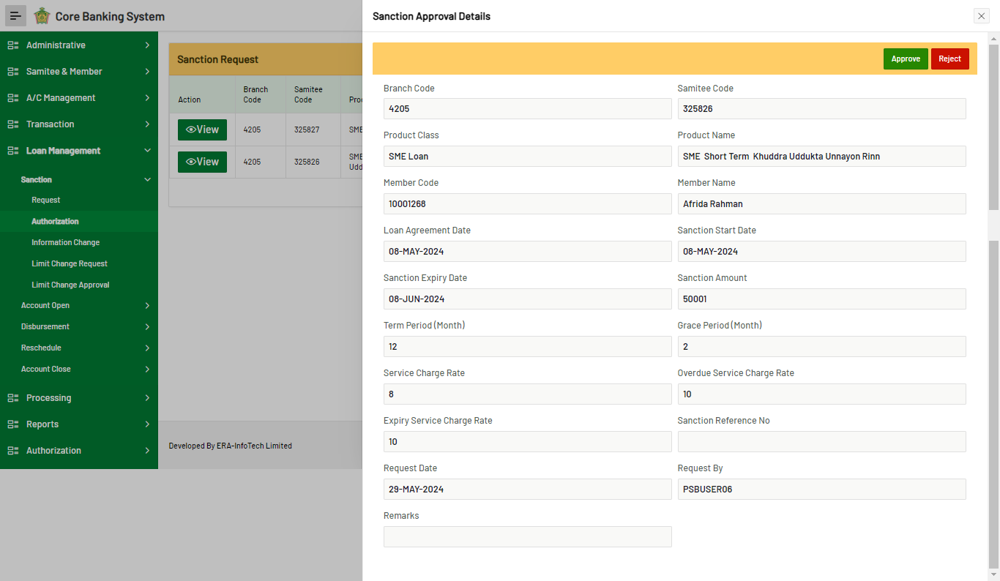 Core Banking System
Administrative
Samitee & Member
A/C Management
Transaction
Loan Management
Sanction
Request
Authorization
Information Change
Limit Change Request
Limit Change Approval
Account Open
Disbursement
Reschedule
Account Close
Processing
Reports
Authorization
Sanction Request
Action
Branch
Code
Samitee
Code
View
4205
325827
SME
View
4205
325826
SME
Developed By ERA-InfoTech Limited
Sanction Approval Details
Approve
Reject
Branch Code
Samitee Code
4205
325826
Product Class
Product Name
SME Loan
SME Short Term Khuddra Uddukta Unnayon Rinn
Member Code
Member Name
10001268
Afrida Rahman
Loan Agreement Date
Sanction Start Date
08-MAY-2024
08-MAY-2024
Sanction Expiry Date
Sanction Amount
08-JUN-2024
50001
Term Period (Month)
Grace Period (Month)
12
2
Service Charge Rate
Overdue Service Charge Rate
8
10
Expiry Service Charge Rate
Sanction Reference No
10
Request Date
Request By
29-MAY-2024
PSBUSER06
Remarks